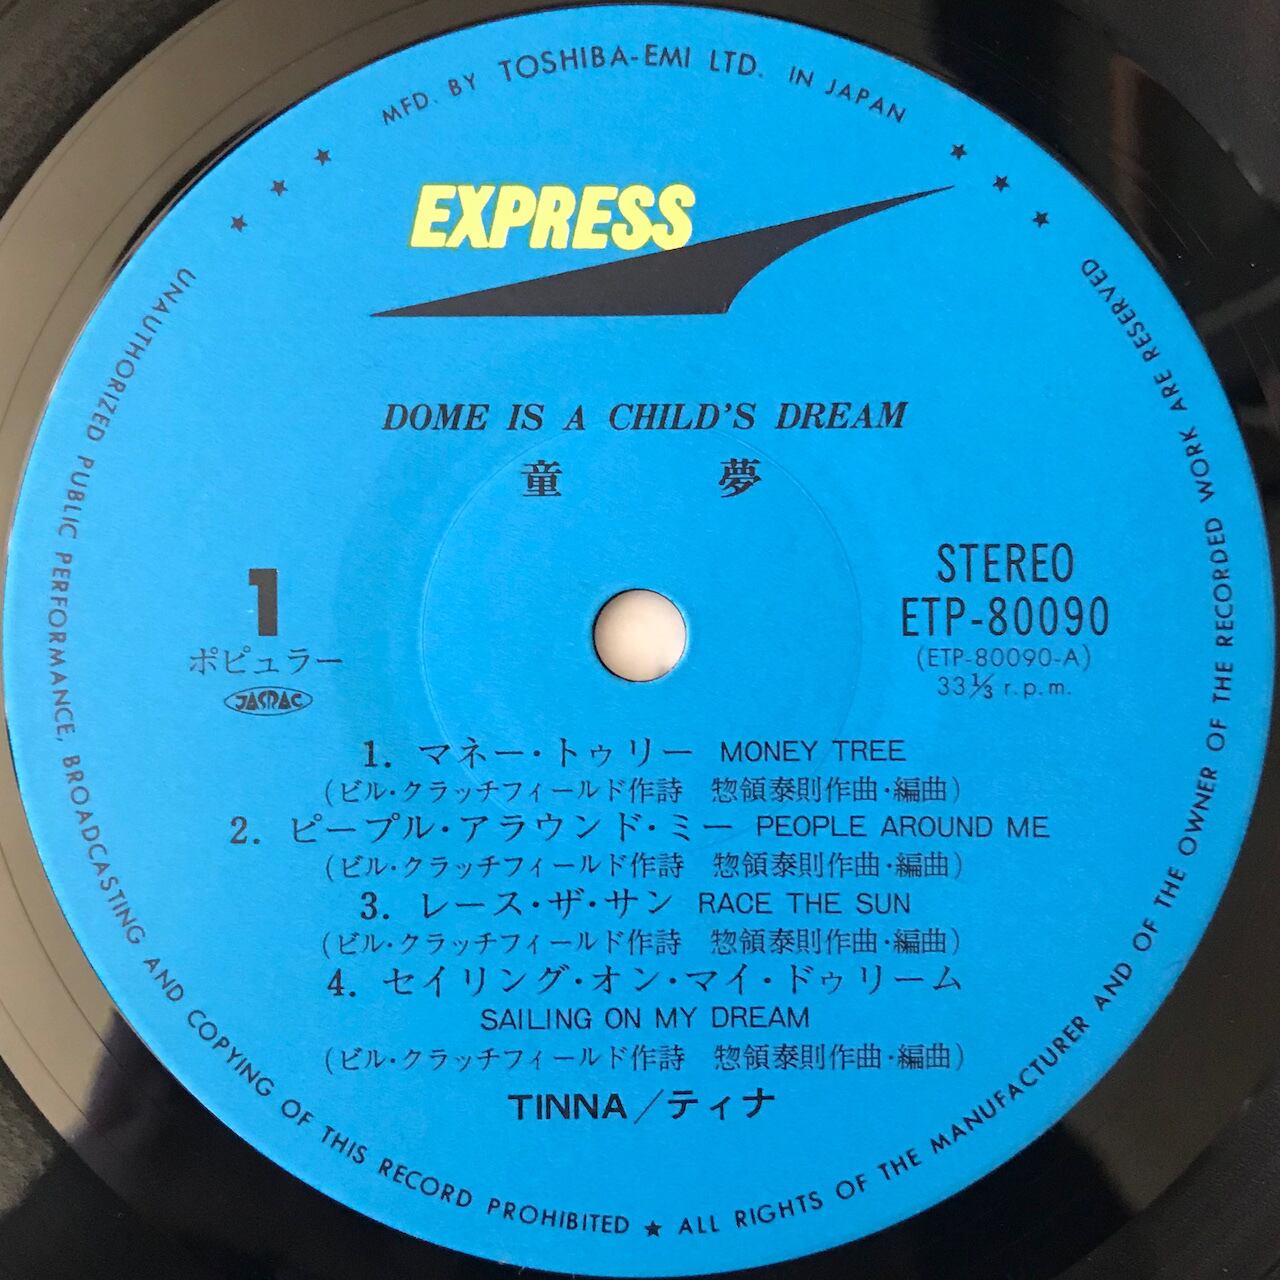 MFD. BY TOSHIBA-EMI LTD. IN JAPAN
EXPRESS
DOME IS A CHILD'S DREAM
童 夢
1
ポピュラー
JASRAC
STEREO
ETP-80090
(ETP-80090-A)
33⅓ r.p.m.
1. マネー・トゥリー MONEY TREE
(ビル・クラッチフィールド作詩 惣領泰則作曲・編曲)
2. ピープル・アラウンド・ミー PEOPLE AROUND ME
(ビル・クラッチフィールド作詩 惣領泰則作曲・編曲)
3. レース・ザ・サン RACE THE SUN
(ビル・クラッチフィールド作詩 惣領泰則作曲・編曲)
4. セイリング・オン・マイ・ドゥリーム
SAILING ON MY DREAM
(ビル・クラッチフィールド作詩 惣領泰則作曲・編曲)
TINNA/ティナ
UNAUTHORIZED PUBLIC PERFORMANCE, BROADCASTING AND COPYING OF THIS RECORD PROHIBITED ★ ALL RIGHTS OF THE MANUFACTURER AND OF THE OWNER OF THE RECORDED WORK ARE RESERVED